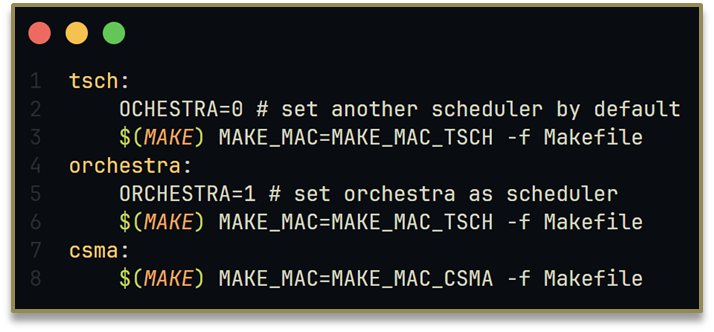 1 tsch:
2     OCHESTRA=0 # set another scheduler by default
3     $(MAKE) MAKE_MAC=MAKE_MAC_TSCH -f Makefile
4 orchestra:
5     ORCHESTRA=1 # set orchestra as scheduler
6     $(MAKE) MAKE_MAC=MAKE_MAC_TSCH -f Makefile
7 csma:
8     $(MAKE) MAKE_MAC=MAKE_MAC_CSMA -f Makefile